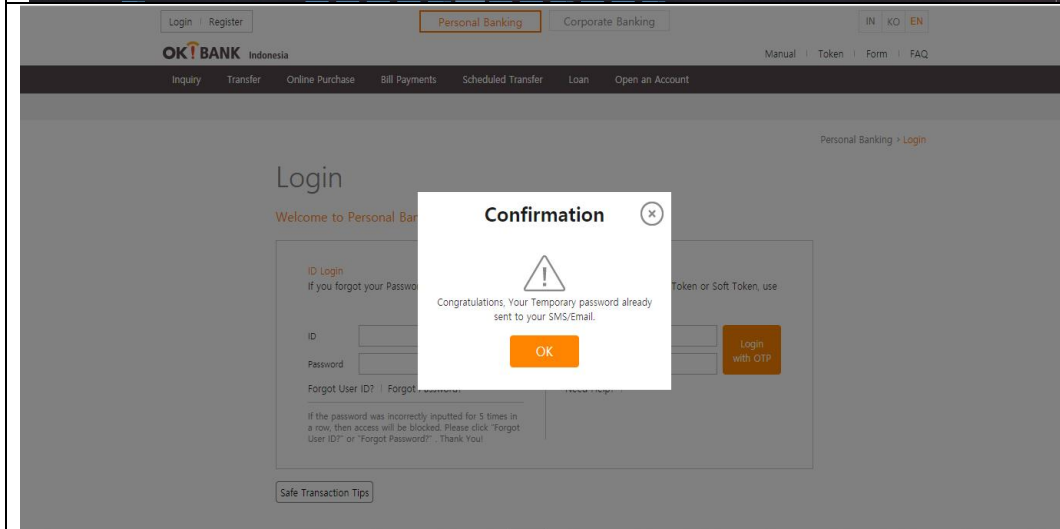 Login | Register
Personal Banking
Corporate Banking
IN KO EN
OK! BANK Indonesia
Manual | Token | Form | FAQ
Inquiry Transfer Online Purchase Bill Payments Scheduled Transfer Loan Open an Account
Personal Banking > Login
Login
Welcome to Personal Ban
Confirmation
Congratulations, Your Temporary password already
sent to your SMS/Email.
OK
ID Login
If you forgot your Passwo
Token or Soft Token, use
ID
Password
Login
with OTP
Forgot User ID? | Forgot Password?
Need Help?
If the password was incorrectly inputted for 5 times in
a row, then access will be blocked. Please click "Forgot
User ID?" or "Forgot Password?" . Thank You!
Safe Transaction Tips